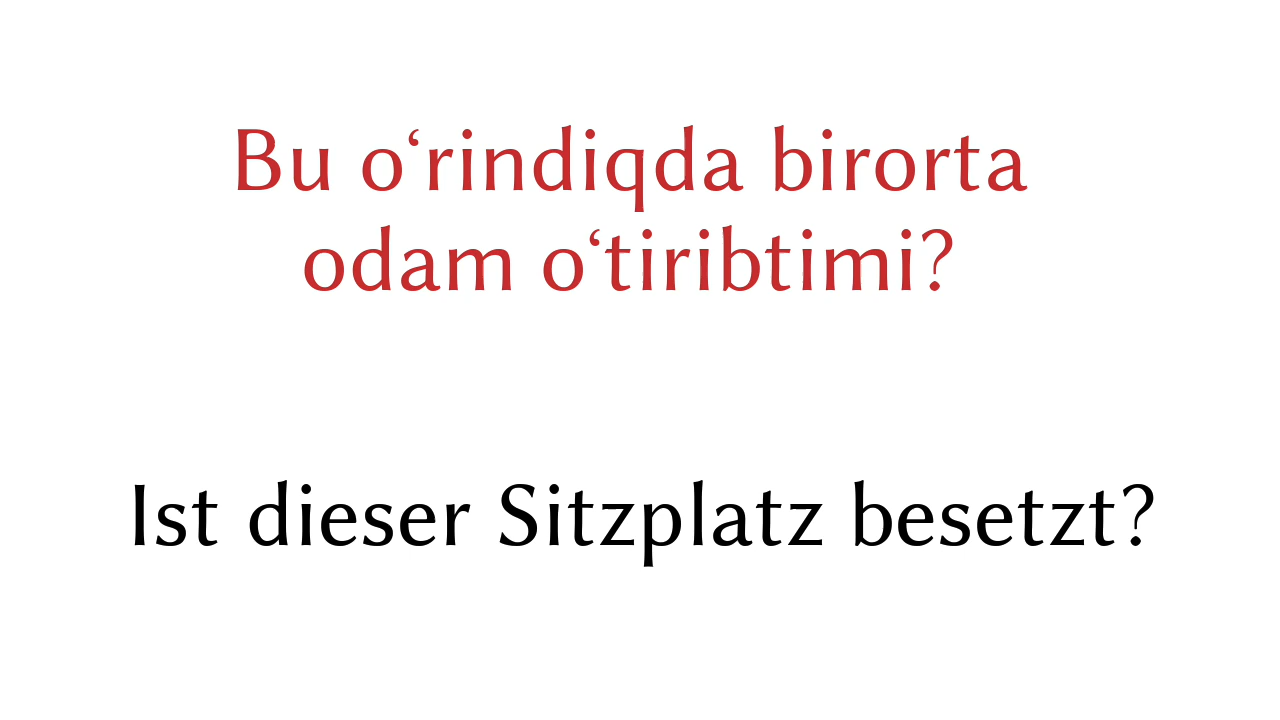 Bu o‘rindiqda birorta
odam o‘tiribtimi?
Ist dieser Sitzplatz besetzt?